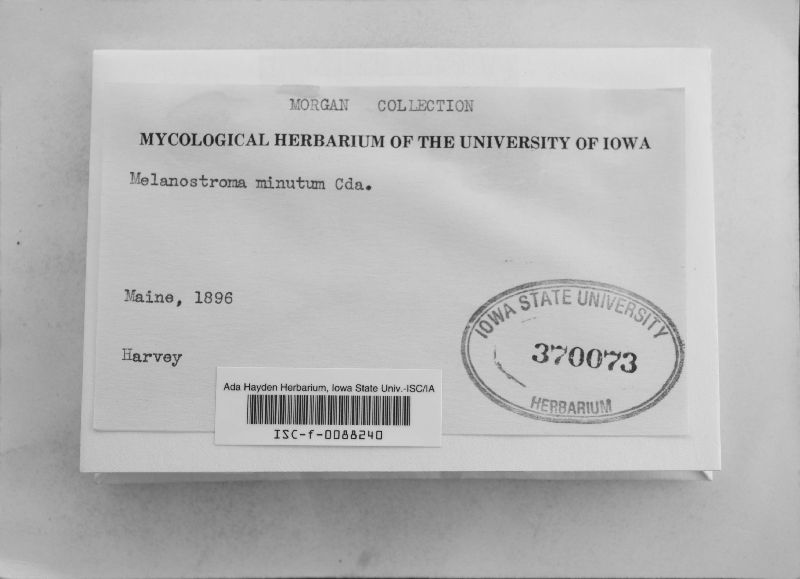 MORGAN COLLECTION
MYCOLOGICAL HERBARIUM OF THE UNIVERSITY OF IOWA
Melanostroma minutum Cda.
Maine, 1896
Harvey
IOWA STATE UNIVERSITY
370073
HERBARIUM
Ada Hayden Herbarium, Iowa State Univ.-ISC/IA
ISC-f-0088240